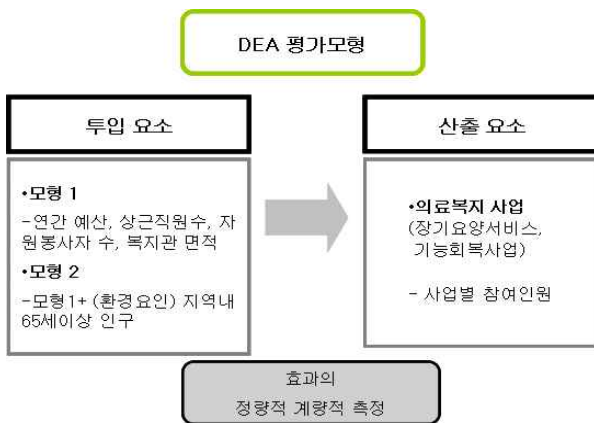 DEA 평가모형
투입 요소
•모형 1
-연간 예산, 상근직원수, 자
원봉사자 수, 복지관 면적
•모형 2
-모형1+ (환경요인) 지역내
65세이상 인구
산출 요소
•의료복지 사업
(장기요양서비스,
기능회복사업)
- 사업별 참여인원
효과의
정량적 계량적 측정